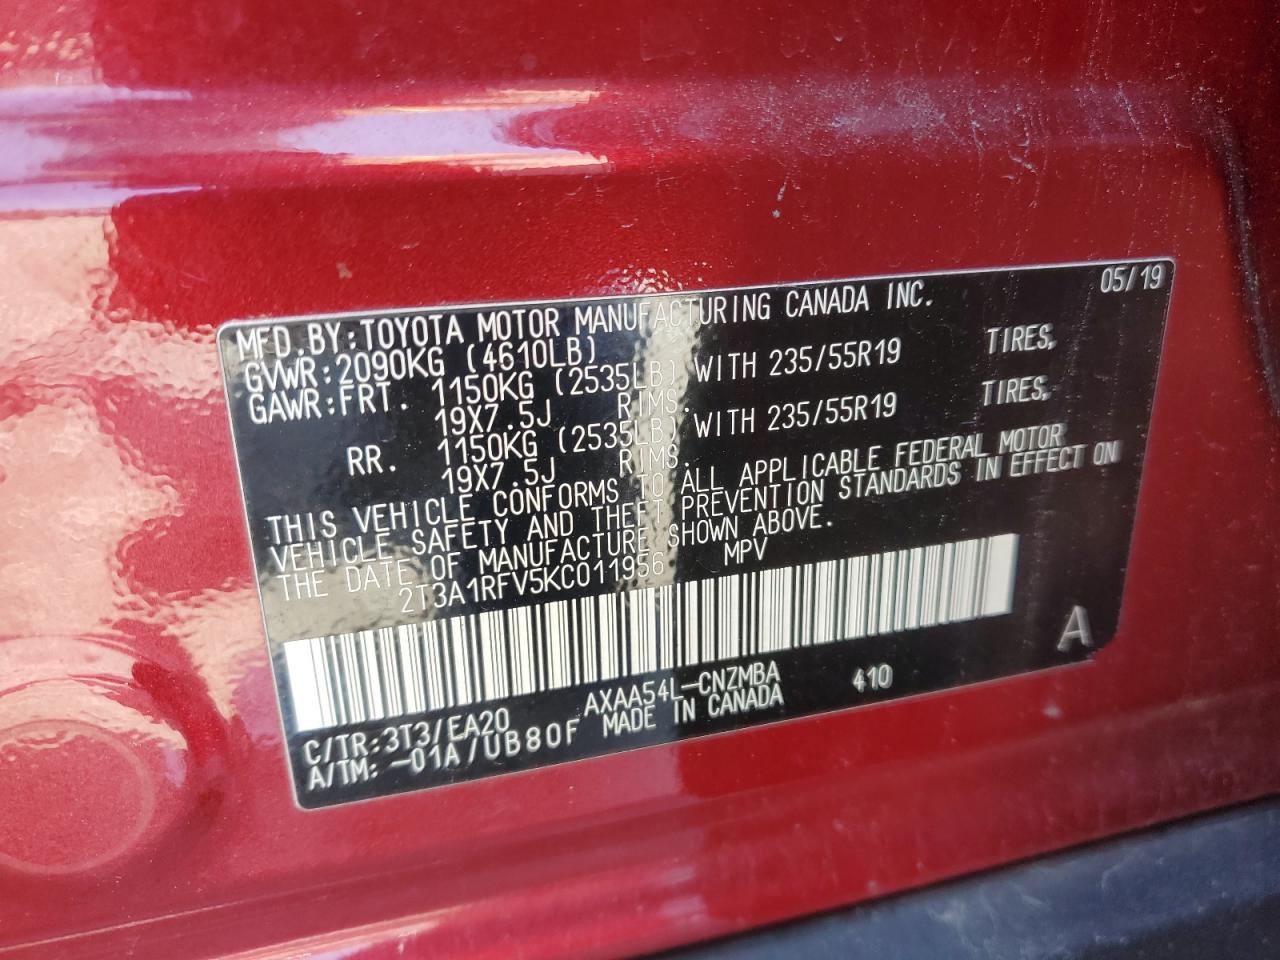 05/19
MFD.BY:TOYOTA MOTOR MANUFACTURING CANADA INC.
GVWR:2090KG (4610LB)
GAWR:FRT. 1150KG (2535LB) WITH 235/55R19 TIRES,
19X7.5J RIMS.
RR. 1150KG (2535LB) WITH 235/55R19 TIRES,
19X7.5J RIMS.
THIS VEHICLE CONFORMS TO ALL APPLICABLE FEDERAL MOTOR
VEHICLE SAFETY AND THEFT PREVENTION STANDARDS IN EFFECT ON
THE DATE OF MANUFACTURE SHOWN ABOVE.
2T3A1RFV5KC011956 MPV
A
C/TR:3T3/EA20 AXAA54L-CNZMBA 410
A/TM: -01A/UB80F MADE IN CANADA